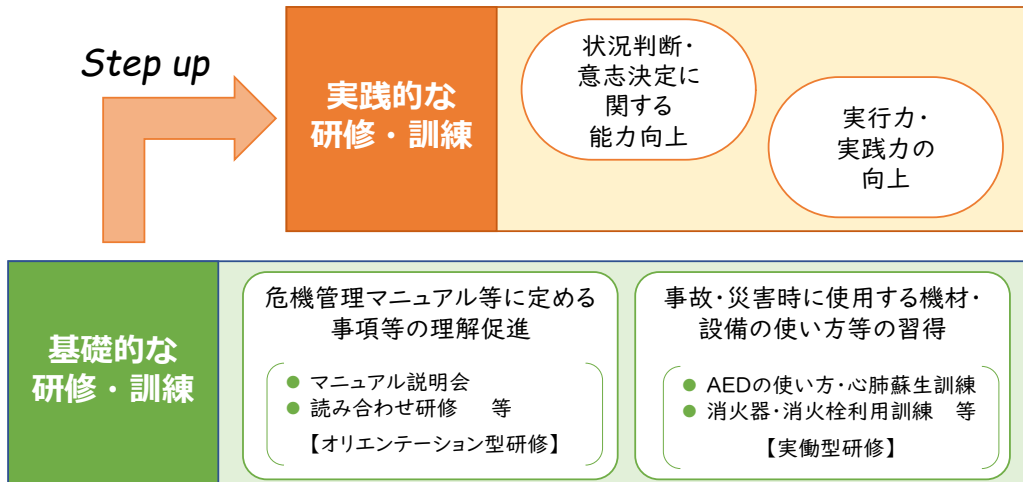 Step up
実践的な
研修・訓練
状況判断・
意志決定に
関する
能力向上
実行力・
実践力の
向上
基礎的な
研修・訓練
危機管理マニュアル等に定める
事項等の理解促進
● マニュアル説明会
● 読み合わせ研修　等
【オリエンテーション型研修】
事故・災害時に使用する機材・
設備の使い方等の習得
● AEDの使い方・心肺蘇生訓練
● 消火器・消火栓利用訓練　等
【実働型研修】